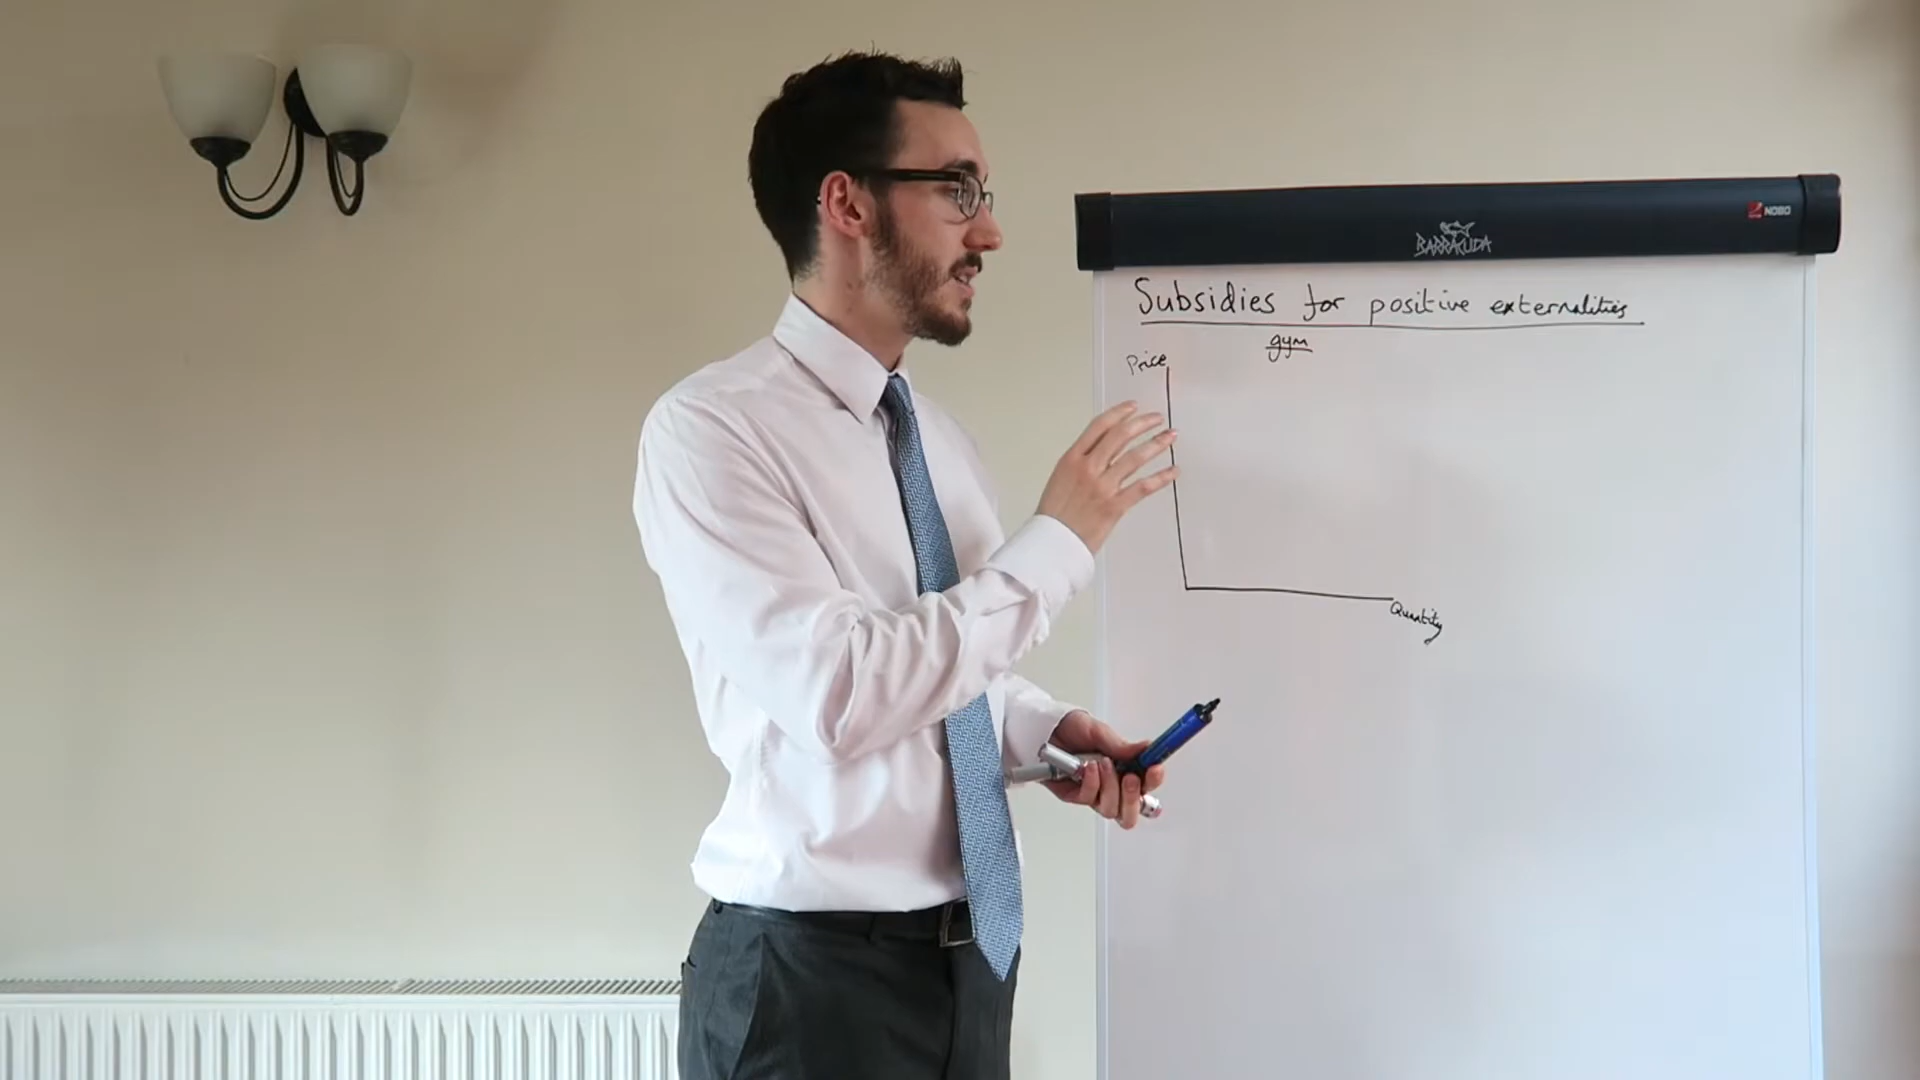 NOBO
BARRACUDA
Subsidies for positive externalities
gym
Price
Quantity